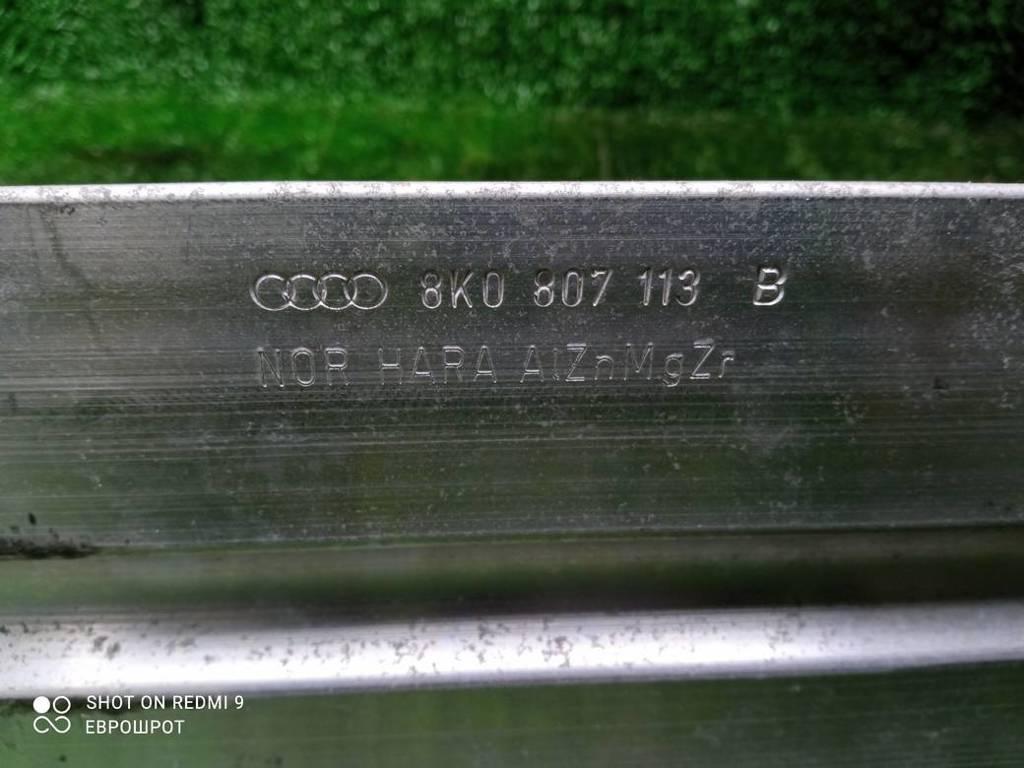 8K0 807 113 B
NOR HARA AlZnMgZr
SHOT ON REDMI 9
ЕВРОШРОТ